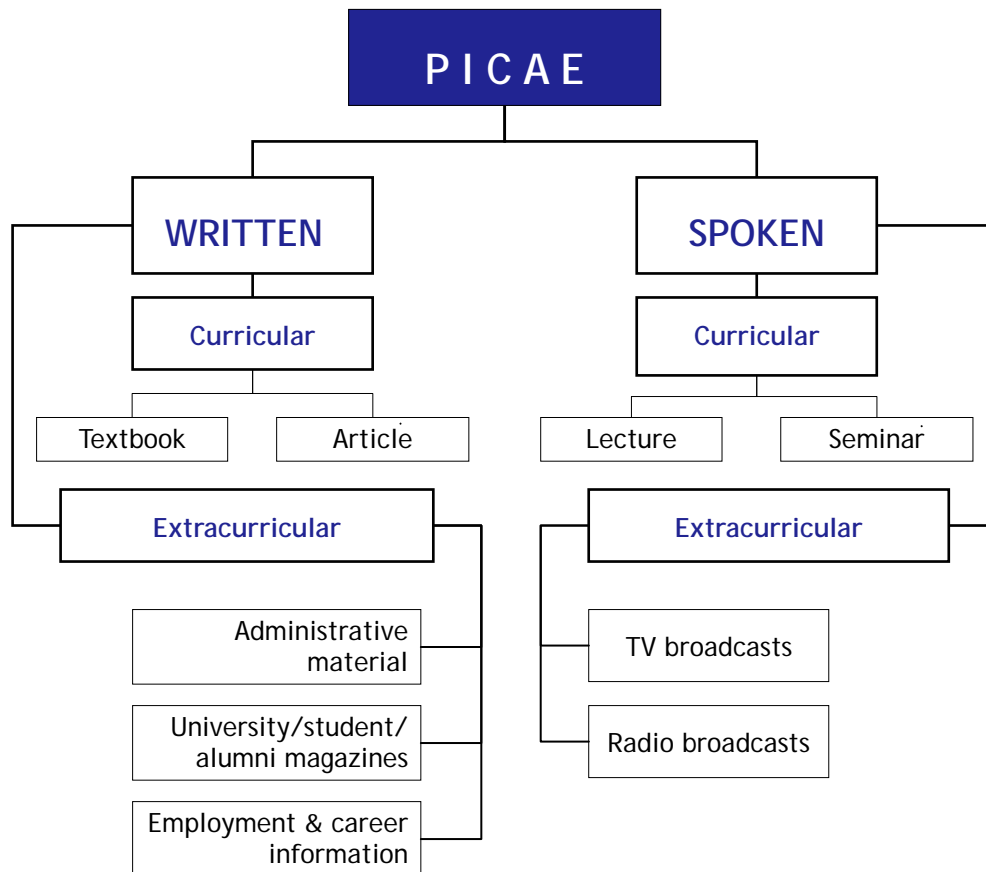 PICAE
WRITTEN
SPOKEN
Curricular
Curricular
Textbook
Article
Lecture
Seminar
Extracurricular
Extracurricular
Administrative
material
TV broadcasts
University/student/
alumni magazines
Radio broadcasts
Employment & career
information